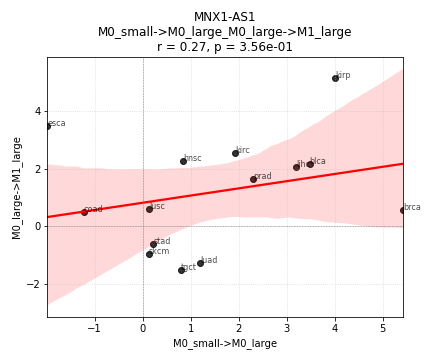 MNX1-AS1
M0_small->M0_large_M0_large->M1_large
r = 0.27, p = 3.56e-01
M0_large->M1_large
4
2
0
−2
esca
kirp
kirc
hnsc
lihc
blca
prad
coad
lusc
brca
stad
skcm
luad
tgct
−1
0
1
2
3
4
5
M0_small->M0_large